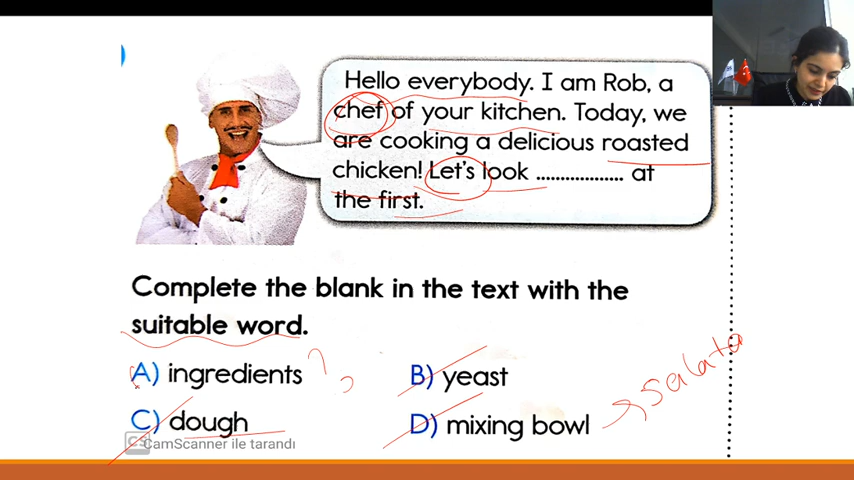 Hello everybody. I am Rob, a
chef of your kitchen. Today, we
are cooking a delicious roasted
chicken! Let's look .................. at
the first.
Complete the blank in the text with the
suitable word.
A) ingredients ?
B) yeast
C) dough
D) mixing bowl
salata
CS CamScanner ile tarandı